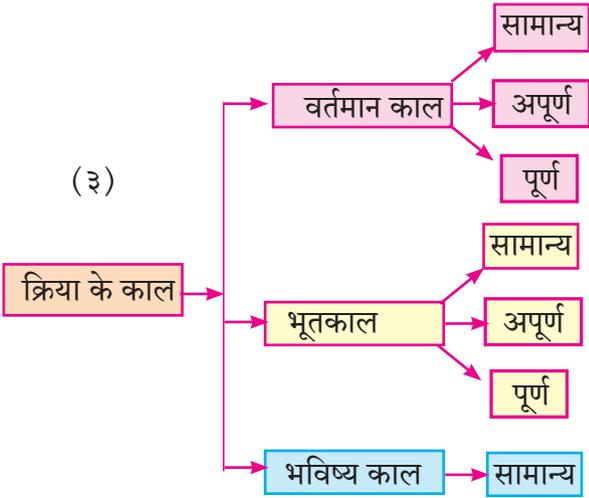 (३)
क्रिया के काल
वर्तमान काल
सामान्य
अपूर्ण
पूर्ण
भूतकाल
सामान्य
अपूर्ण
पूर्ण
भविष्य काल
सामान्य